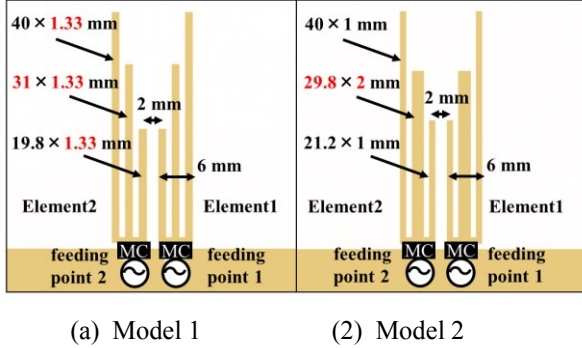 40 × 1.33 mm
31 × 1.33 mm
2 mm
19.8 × 1.33 mm
6 mm
Element2
Element1
MC
MC
feeding
point 2
feeding
point 1
40 × 1 mm
29.8 × 2 mm
2 mm
21.2 × 1 mm
6 mm
Element2
Element1
MC
MC
feeding
point 2
feeding
point 1
(a) Model 1
(2) Model 2